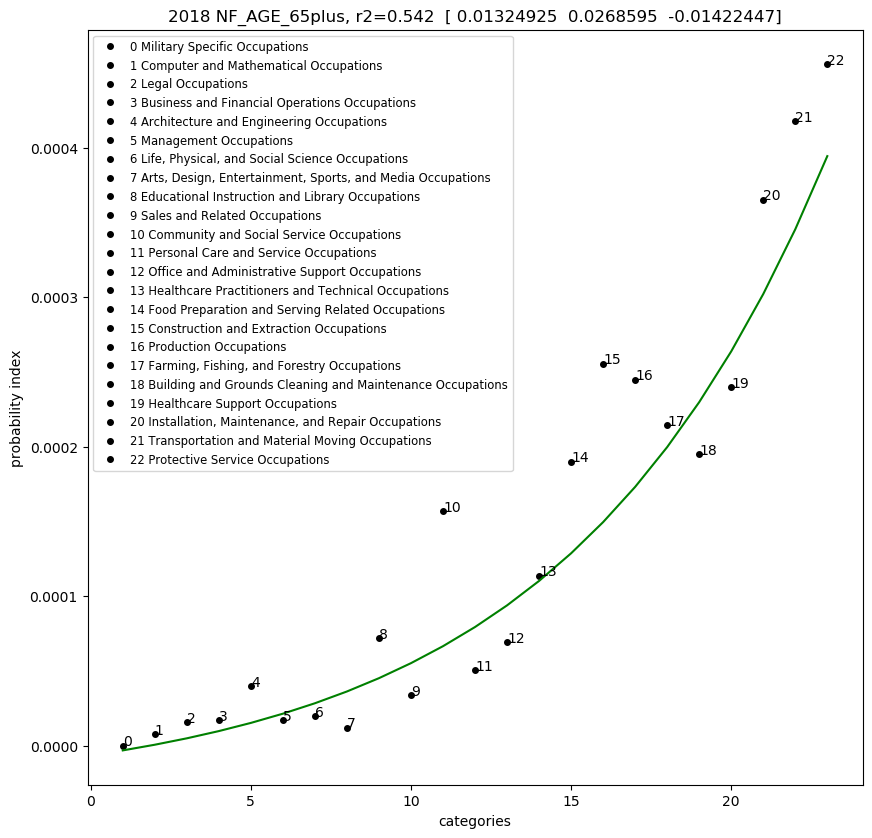 2018 NF_AGE_65plus, r2=0.542 [ 0.01324925 0.0268595 -0.01422447]
0 Military Specific Occupations
1 Computer and Mathematical Occupations
2 Legal Occupations
3 Business and Financial Operations Occupations
4 Architecture and Engineering Occupations
5 Management Occupations
6 Life, Physical, and Social Science Occupations
7 Arts, Design, Entertainment, Sports, and Media Occupations
8 Educational Instruction and Library Occupations
9 Sales and Related Occupations
10 Community and Social Service Occupations
11 Personal Care and Service Occupations
12 Office and Administrative Support Occupations
13 Healthcare Practitioners and Technical Occupations
14 Food Preparation and Serving Related Occupations
15 Construction and Extraction Occupations
16 Production Occupations
17 Farming, Fishing, and Forestry Occupations
18 Building and Grounds Cleaning and Maintenance Occupations
19 Healthcare Support Occupations
20 Installation, Maintenance, and Repair Occupations
21 Transportation and Material Moving Occupations
22 Protective Service Occupations
22
21
20
15
16
19
17
18
14
10
13
12
11
8
9
4
0
1
2
3
5
6
7
0.0004
0.0003
0.0002
0.0001
0.0000
probability index
0
5
10
15
20
categories